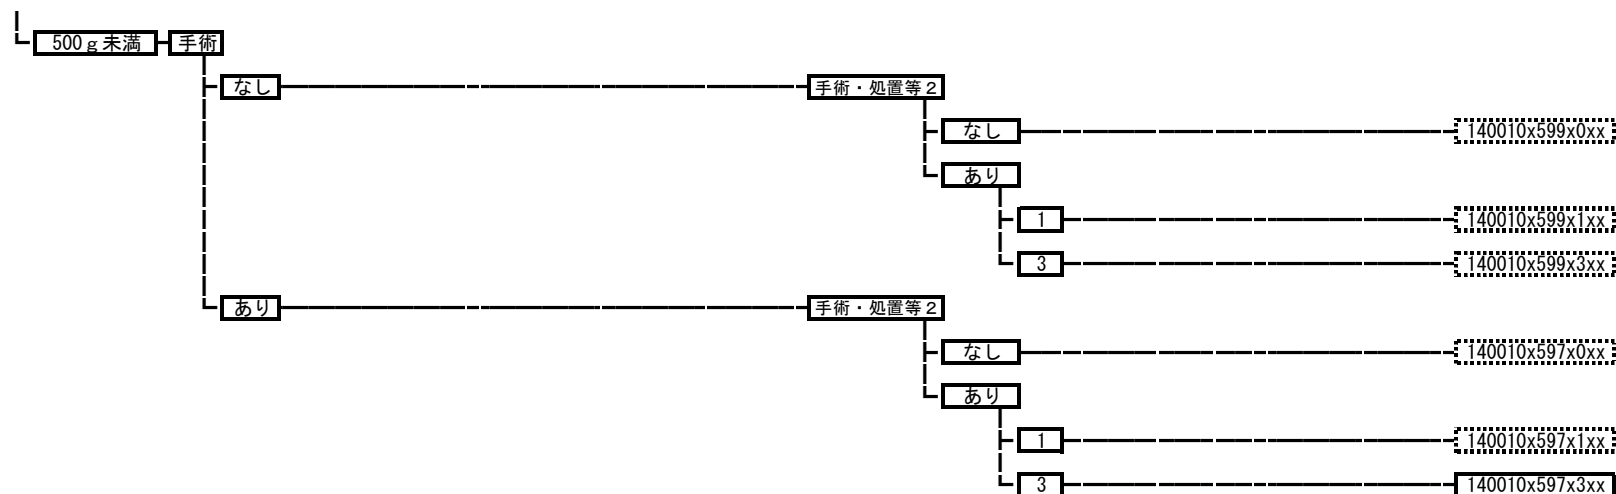 500ｇ未満 手術
なし 手術・処置等２
なし 140010x599x0xx
あり
1 140010x599x1xx
3 140010x599x3xx
あり 手術・処置等２
なし 140010x597x0xx
あり
1 140010x597x1xx
3 140010x597x3xx